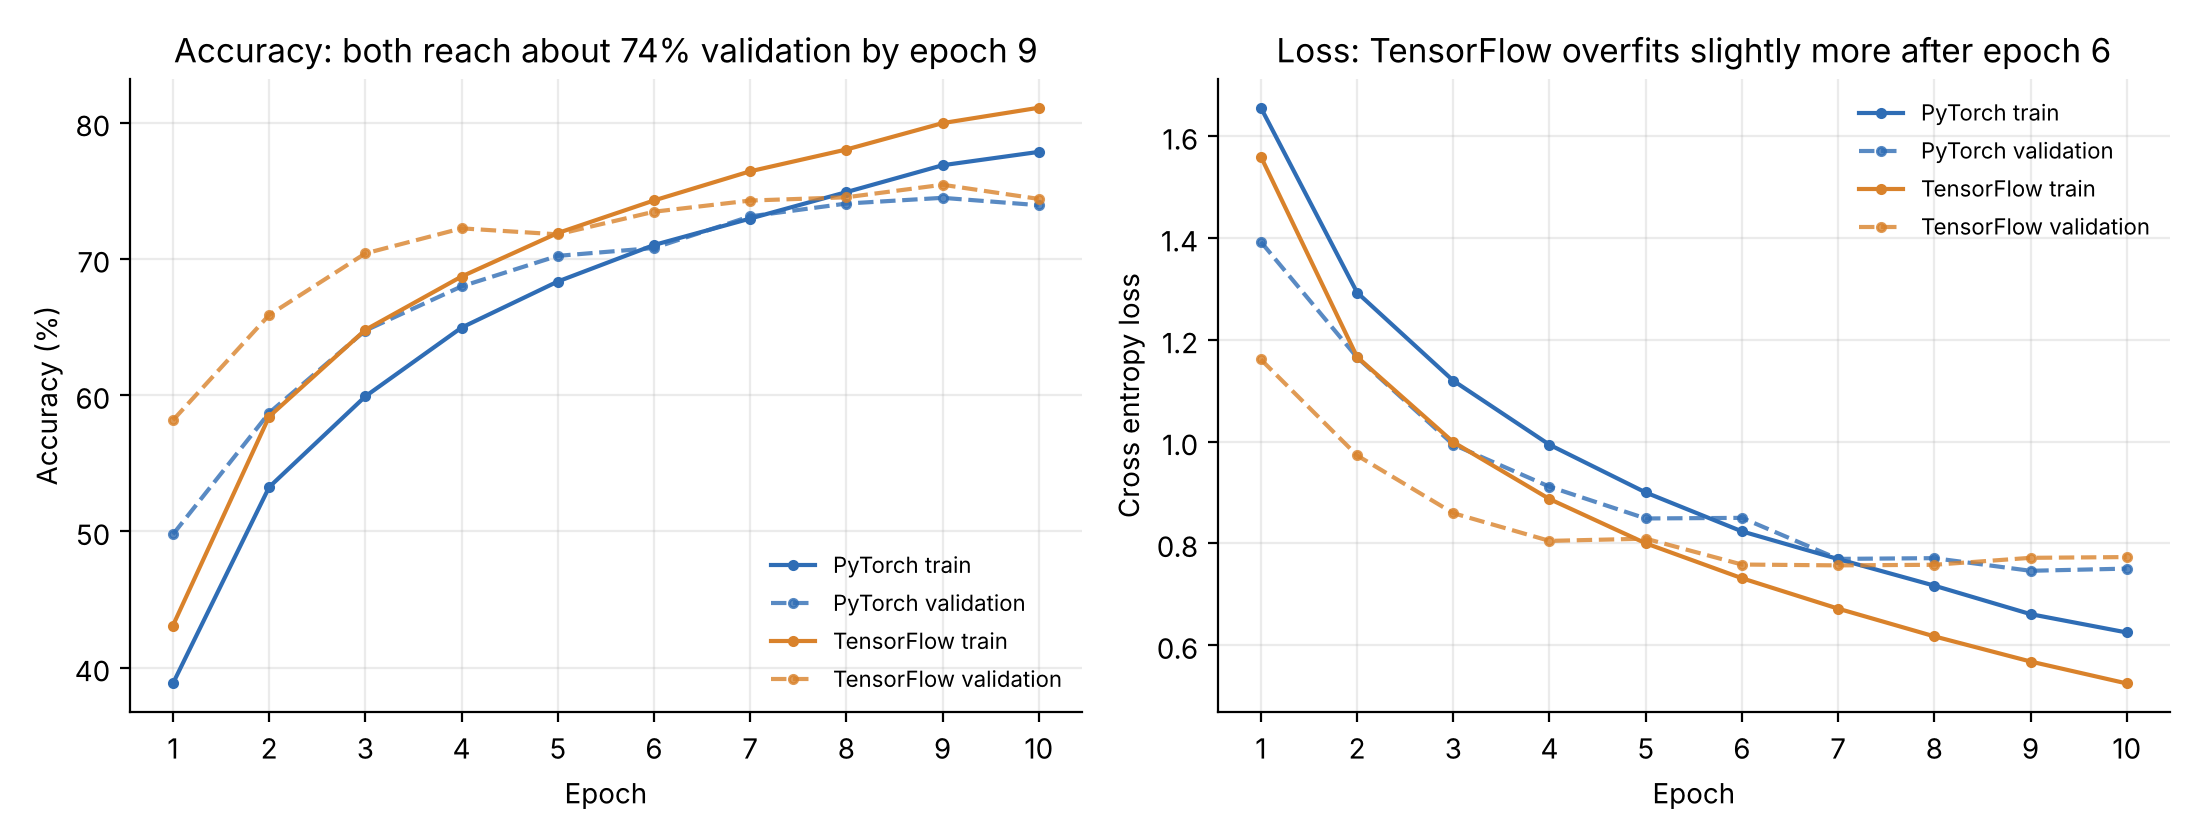 Accuracy: both reach about 74% validation by epoch 9
Accuracy (%)
80
70
60
50
40
PyTorch train
PyTorch validation
TensorFlow train
TensorFlow validation
1 2 3 4 5 6 7 8 9 10
Epoch
Loss: TensorFlow overfits slightly more after epoch 6
Cross entropy loss
1.6
1.4
1.2
1.0
0.8
0.6
PyTorch train
PyTorch validation
TensorFlow train
TensorFlow validation
1 2 3 4 5 6 7 8 9 10
Epoch